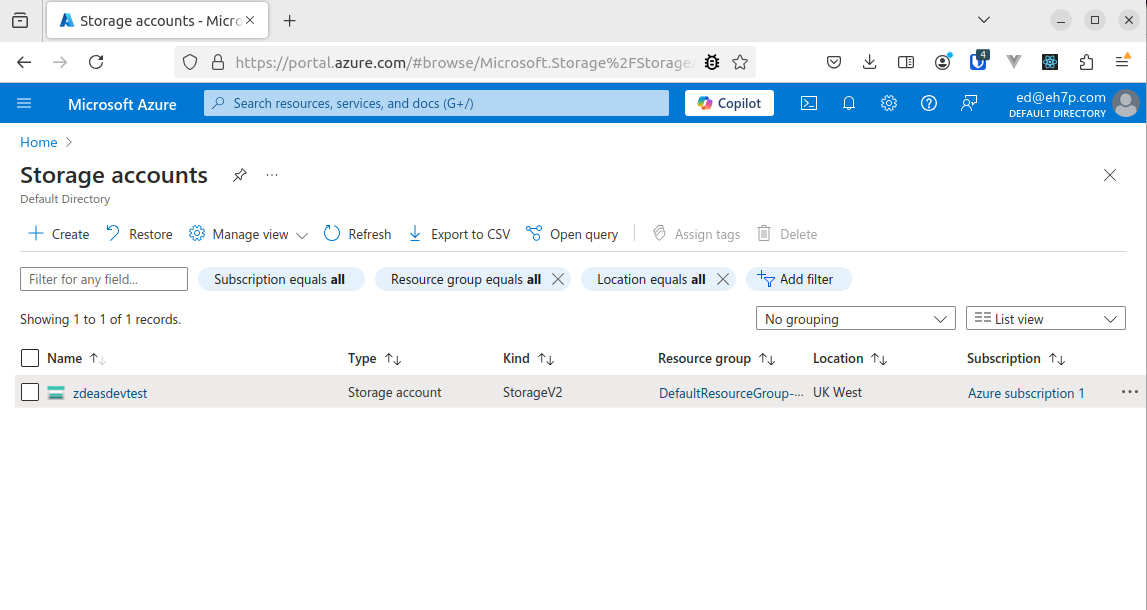 Storage accounts - Micro
https://portal.azure.com/#browse/Microsoft.Storage%2FStorageA
4
Microsoft Azure
Search resources, services, and docs (G+/)
Copilot
ed@eh7p.com
DEFAULT DIRECTORY
Home
Storage accounts
...
Default Directory
Create Restore Manage view Refresh Export to CSV Open query Assign tags Delete
Filter for any field... Subscription equals all Resource group equals all Location equals all Add filter
Showing 1 to 1 of 1 records. No grouping List view
Name Type Kind Resource group Location Subscription
zdeasdevtest Storage account StorageV2 DefaultResourceGroup-... UK West Azure subscription 1 ...